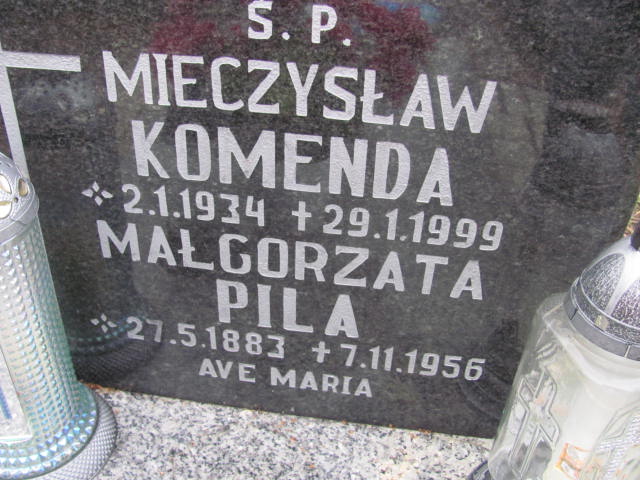 Ś. P.
MIECZYSŁAW
KOMENDA
2.1.1934 29.1.1999
MAŁGORZATA
PILA
27.5.1883 7.11.1956
AVE MARIA